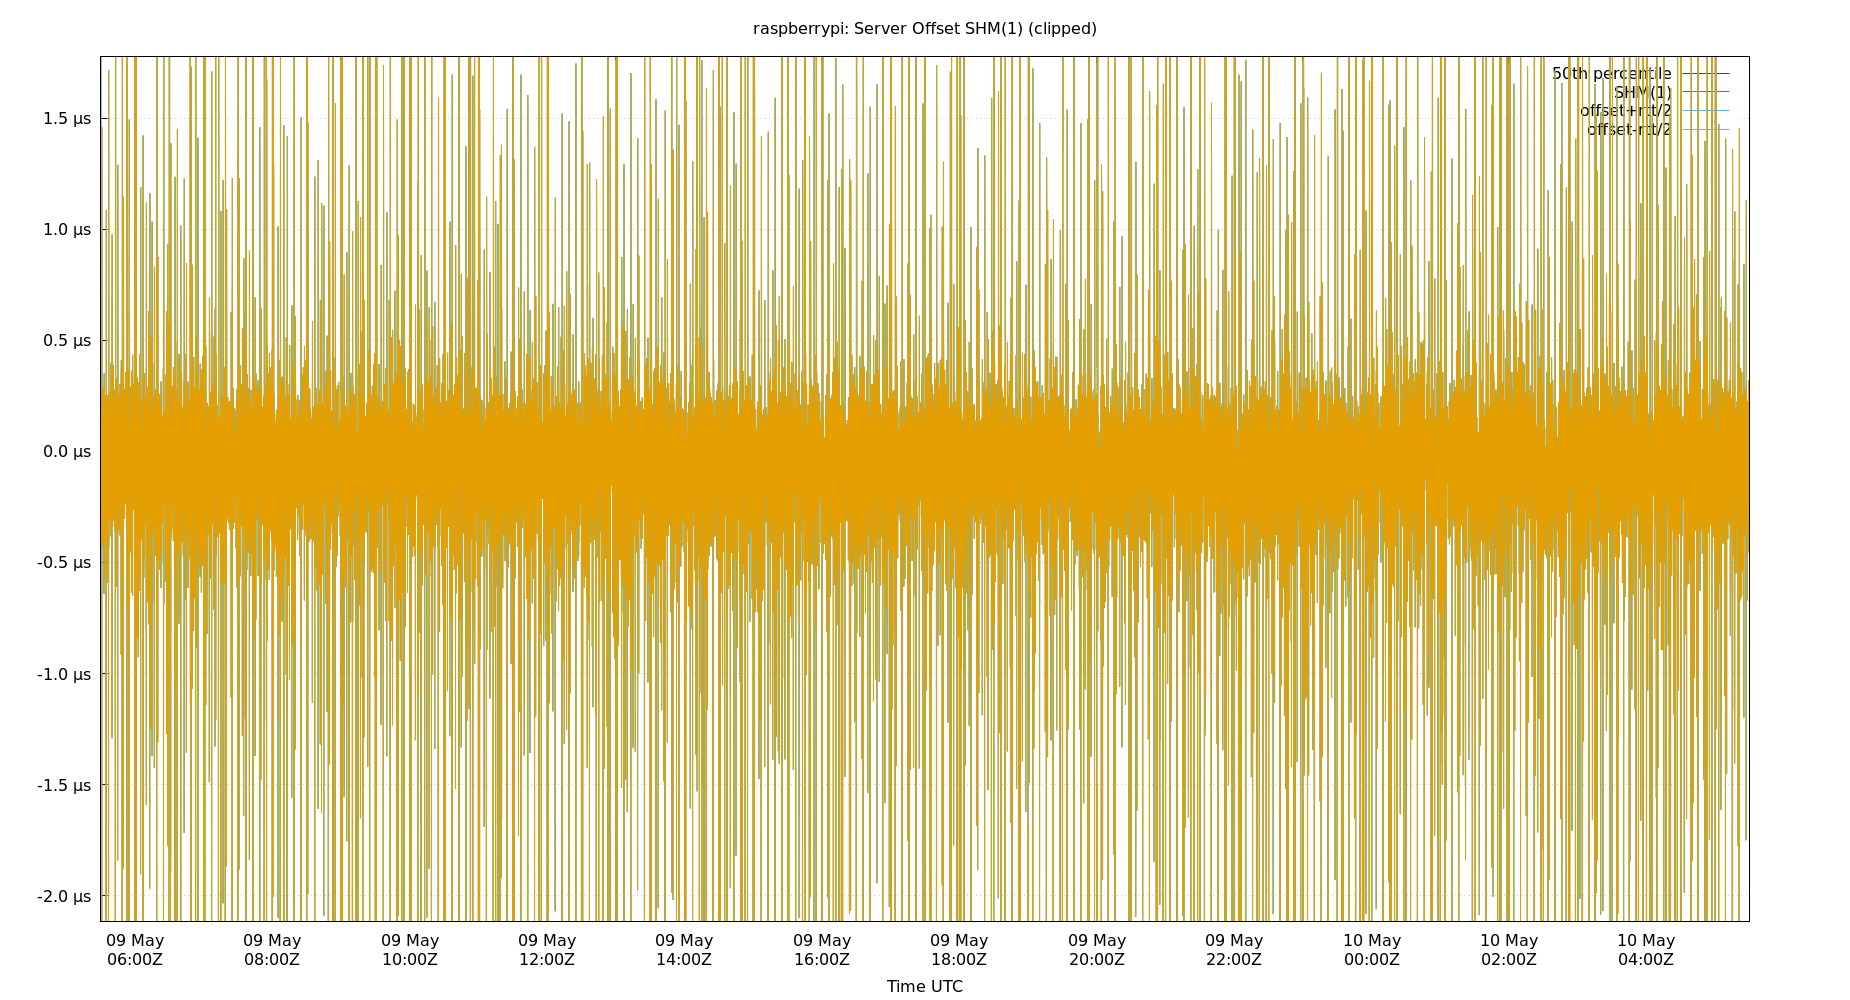 raspberrypi: Server Offset SHM(1) (clipped)
50th percentile
SHM(1)
offset+rtt/2
offset-rtt/2
1.5 µs
1.0 µs
0.5 µs
0.0 µs
-0.5 µs
-1.0 µs
-1.5 µs
-2.0 µs
09 May 09 May 09 May 09 May 09 May 09 May 09 May 09 May 09 May 10 May 10 May 10 May
06:00Z 08:00Z 10:00Z 12:00Z 14:00Z 16:00Z 18:00Z 20:00Z 22:00Z 00:00Z 02:00Z 04:00Z
Time UTC